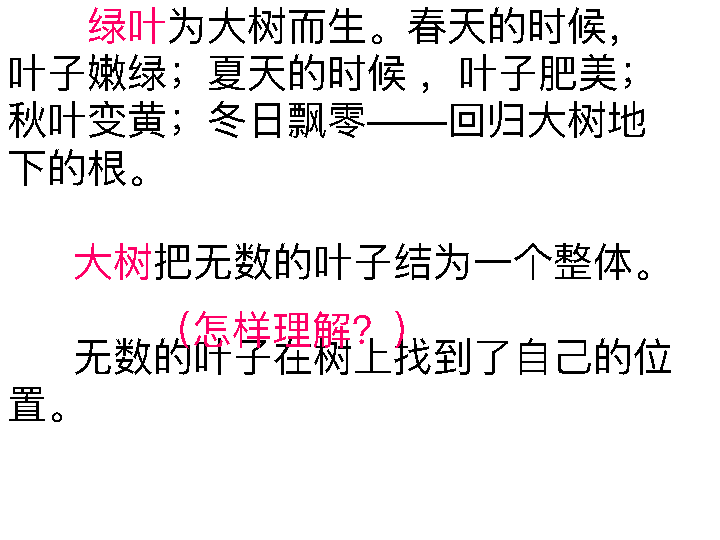 绿叶为大树而生。春天的时候，
叶子嫩绿；夏天的时候 ，叶子肥美；
秋叶变黄；冬日飘零——回归大树地
下的根。
大树把无数的叶子结为一个整体。
（怎样理解？）
无数的叶子在树上找到了自己的位
置。